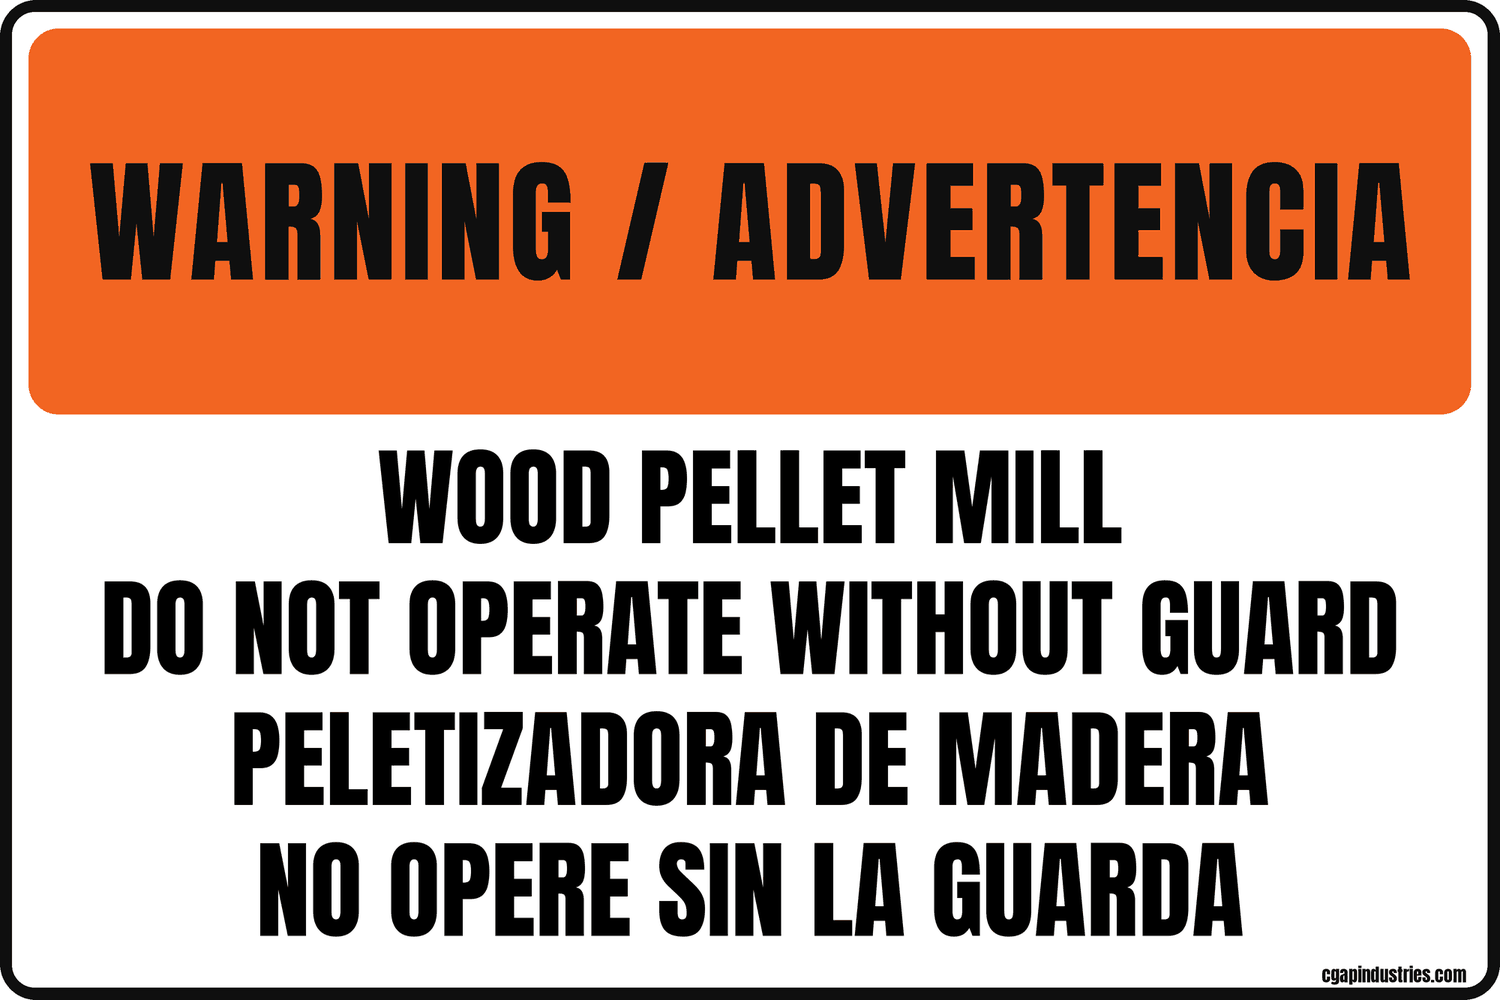 WARNING / ADVERTENCIA
WOOD PELLET MILL
DO NOT OPERATE WITHOUT GUARD
PELETIZADORA DE MADERA
NO OPERE SIN LA GUARDA
cgapindustries.com